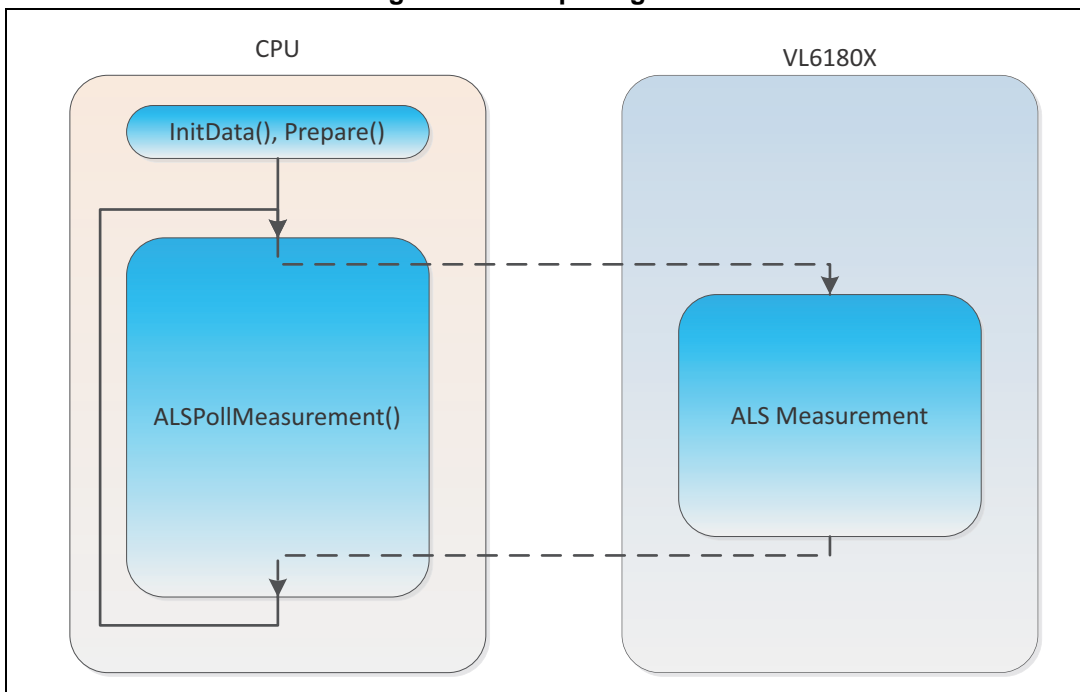 CPU
VL6180X
InitData(), Prepare()
ALSPollMeasurement()
ALS Measurement